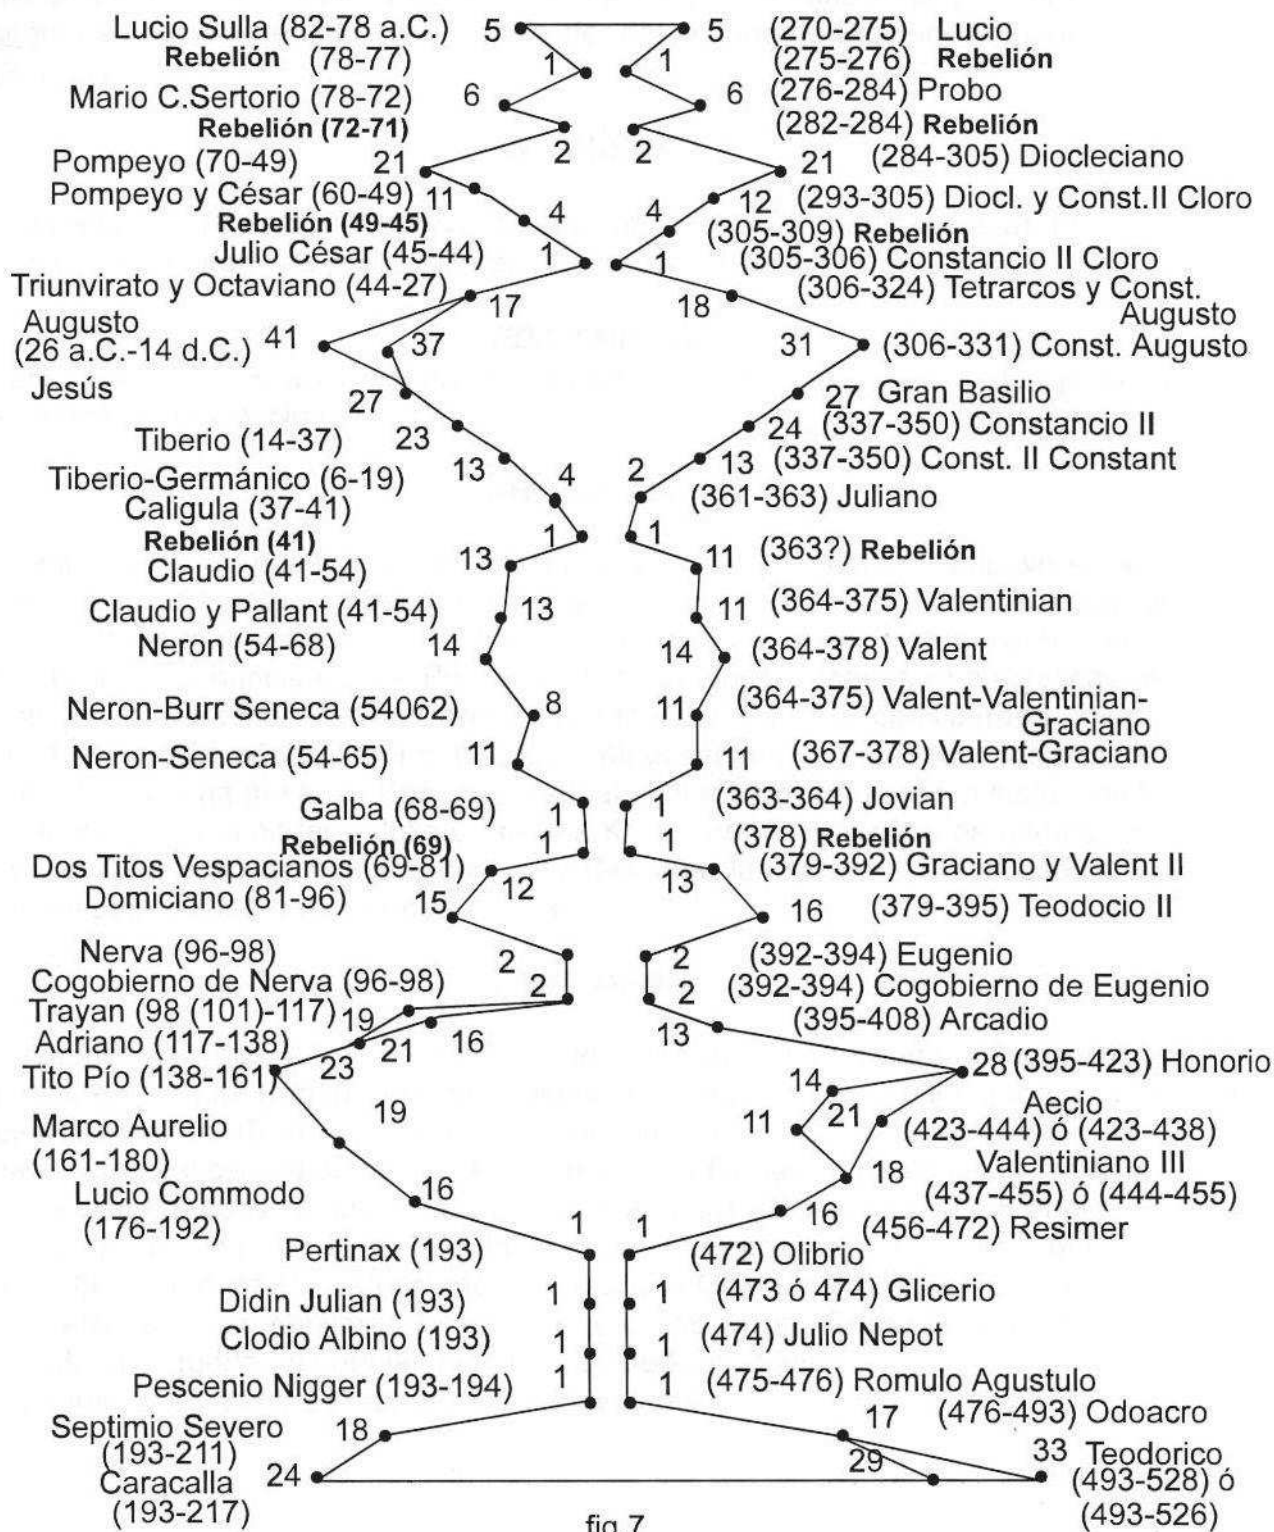 Lucio Sulla (82-78 a.C.) 5 5 (270-275) Lucio
Rebelión (78-77) 1 1 (275-276) Rebelión
Mario C.Sertorio (78-72) 6 6 (276-284) Probo
Rebelión (72-71) 2 2 (282-284) Rebelión
Pompeyo (70-49) 21 21 (284-305) Diocleciano
Pompeyo y César (60-49) 11 12 (293-305) Diocl. y Const.II Cloro
Rebelión (49-45) 4 4 (305-309) Rebelión
Julio César (45-44) 1 1 (305-306) Constancio II Cloro
Triunvirato y Octaviano (44-27) 17 18 (306-324) Tetrarcos y Const.
Augusto
Augusto
(26 a.C.-14 d.C.) 41 37 31 (306-331) Const. Augusto
Jesús 27 27 Gran Basilio
Tiberio (14-37) 23 24 (337-350) Constancio II
Tiberio-Germánico (6-19) 13 13 (337-350) Const. II Constant
Caligula (37-41) 4 2 (361-363) Juliano
Rebelión (41) 1 1 (363?) Rebelión
Claudio (41-54) 13 11
Claudio y Pallant (41-54) 13 11 (364-375) Valentinian
Neron (54-68) 14 14 (364-378) Valent
Neron-Burr Seneca (54062) 8 11 (364-375) Valent-Valentinian-
Graciano
Neron-Seneca (54-65) 11 11 (367-378) Valent-Graciano
Galba (68-69) 1 1 (363-364) Jovian
Rebelión (69) 1 1 (378) Rebelión
Dos Titos Vespacianos (69-81) 12 13 (379-392) Graciano y Valent II
Domiciano (81-96) 15 16 (379-395) Teodocio II
Nerva (96-98) 2 2 (392-394) Eugenio
Cogobierno de Nerva (96-98) 2 2 (392-394) Cogobierno de Eugenio
Trayan (98 (101)-117) 19 16 13 (395-408) Arcadio
Adriano (117-138) 21
Tito Pío (138-161) 23 28 (395-423) Honorio
14 21 Aecio
Marco Aurelio 19 11 (423-444) ó (423-438)
(161-180) 18 Valentiniano III
Lucio Commodo 16 (437-455) ó (444-455)
(176-192) 16 (456-472) Resimer
Pertinax (193) 1 1 (472) Olibrio
Didin Julian (193) 1 1 (473 ó 474) Glicerio
Clodio Albino (193) 1 1 (474) Julio Nepot
Pescenio Nigger (193-194) 1 1 (475-476) Romulo Agustulo
Septimio Severo 18 17 (476-493) Odoacro
(193-211) 29 33 Teodorico
Caracalla 24 (493-528) ó
(193-217) (493-526)
fig.7